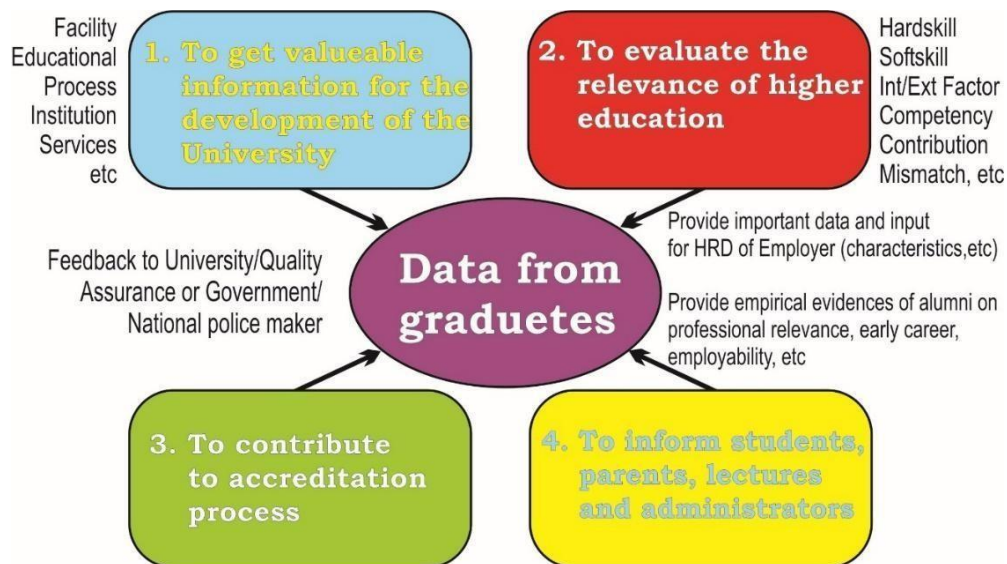 Facility
Educational
Process
Institution
Services
etc
1. To get valueable
information for the
development of the
University
2. To evaluate the
relevance of higher
education
Hardskill
Softskill
Int/Ext Factor
Competency
Contribution
Mismatch, etc
Feedback to University/Quality
Assurance or Government/
National police maker
Data from
graduetes
Provide important data and input
for HRD of Employer (characteristics,etc)
Provide empirical evidences of alumni on
professional relevance, early career,
employability, etc
3. To contribute
to accreditation
process
4. To inform students,
parents, lectures
and administrators